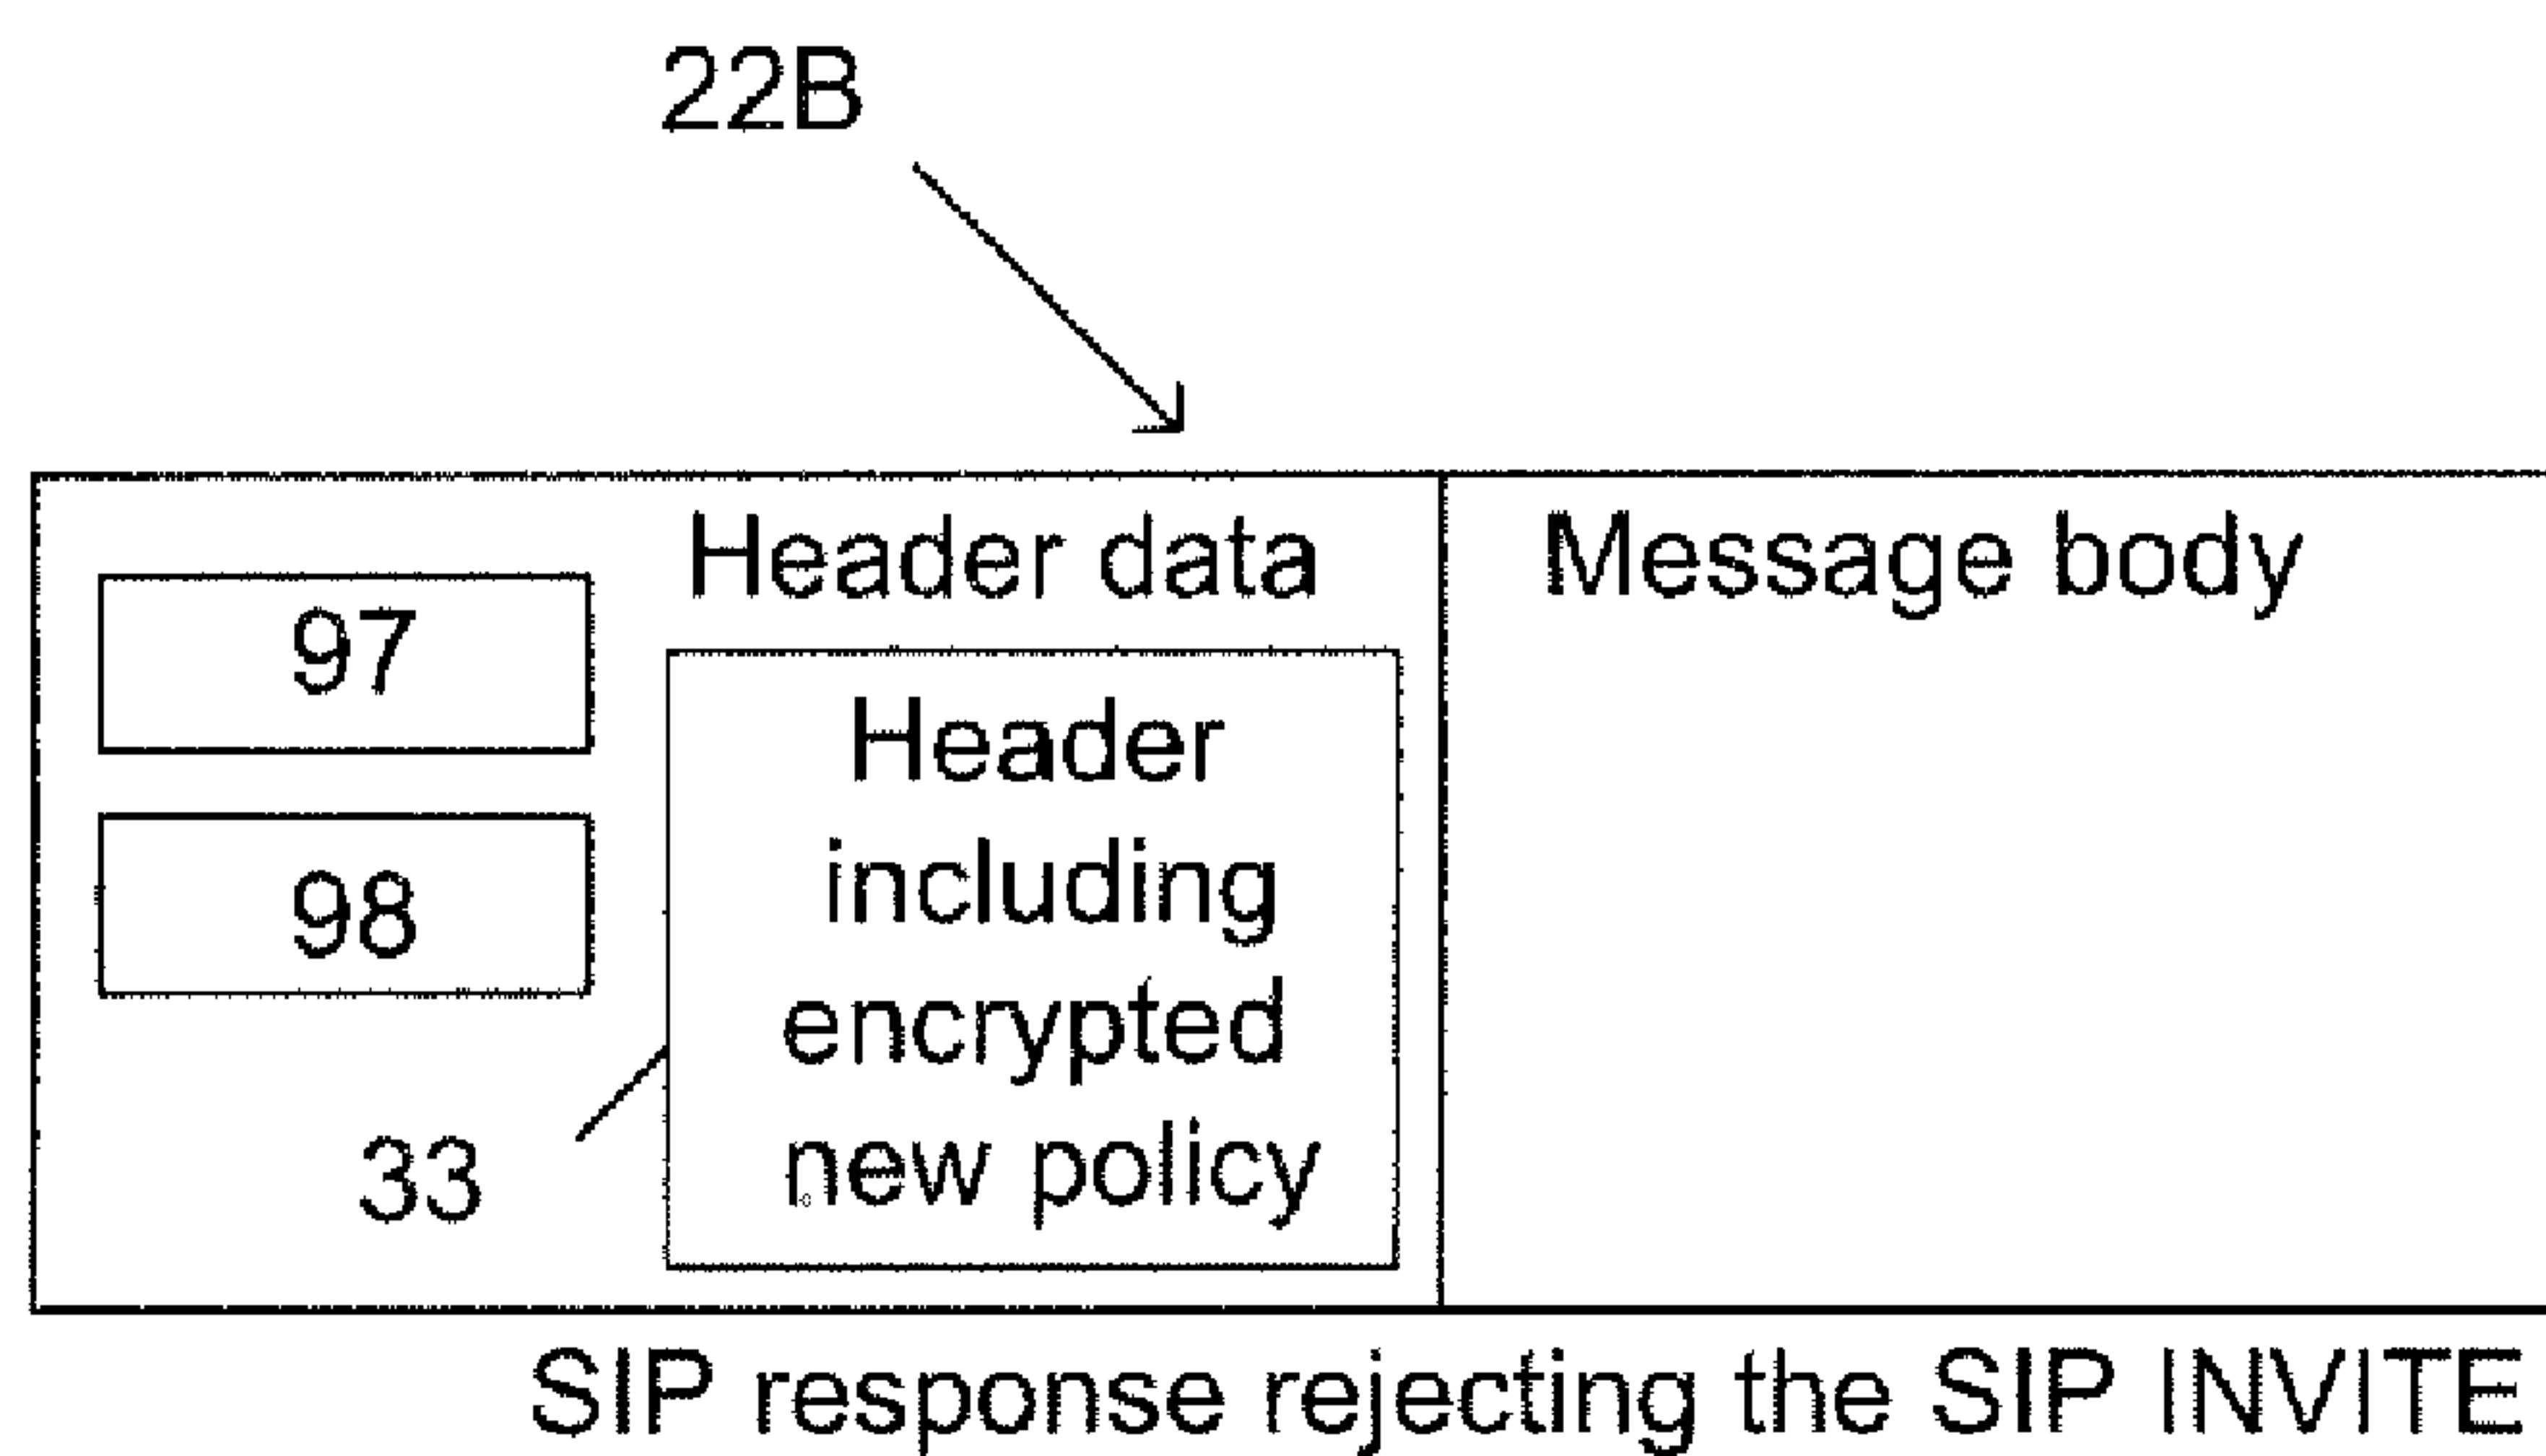 22B
Header data
Message body
97
Header
including
encrypted
new policy
98
33
SIP response rejecting the SIP INVITE